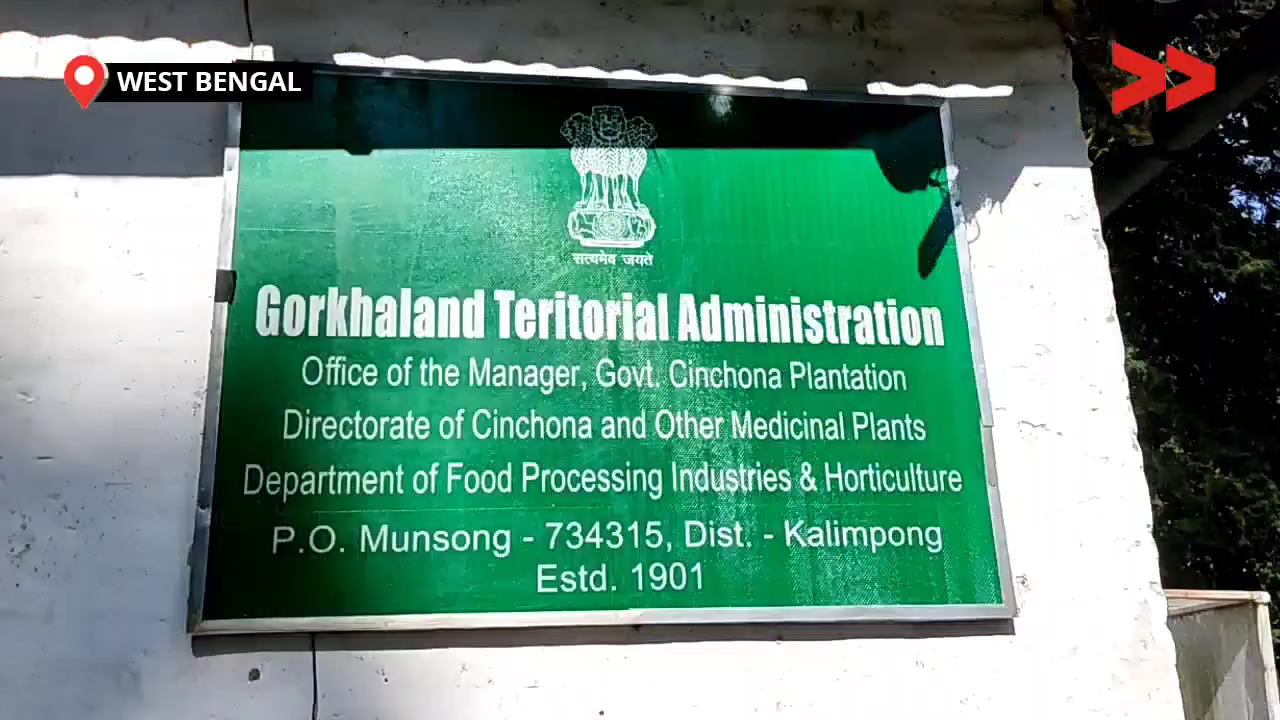 WEST BENGAL
सत्यमेव जयते
Gorkhaland Teritorial Administration
Office of the Manager, Govt. Cinchona Plantation
Directorate of Cinchona and Other Medicinal Plants
Department of Food Processing Industries & Horticulture
P.O. Munsong - 734315, Dist. - Kalimpong
Estd. 1901